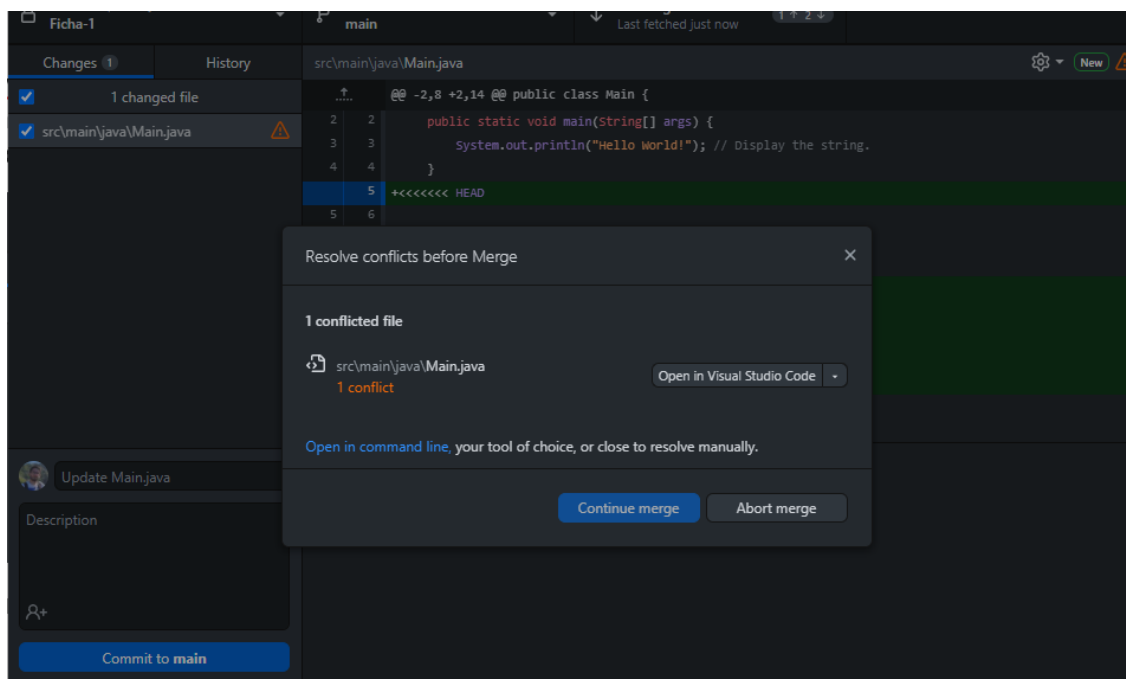 Ficha-1
main
Last fetched just now
1 ↑ 2 ↓
Changes 1
History
src\main\java\Main.java
New
1 changed file
@@ -2,8 +2,14 @@ public class Main {
src\main\java\Main.java
2 2 public static void main(String[] args) {
3 3 System.out.println("Hello World!"); // Display the string.
4 4 }
5 +<<<<<<< HEAD
5 6
Resolve conflicts before Merge
1 conflicted file
src\main\java\Main.java
1 conflict
Open in Visual Studio Code
Open in command line, your tool of choice, or close to resolve manually.
Continue merge
Abort merge
Update Main.java
Description
Commit to main